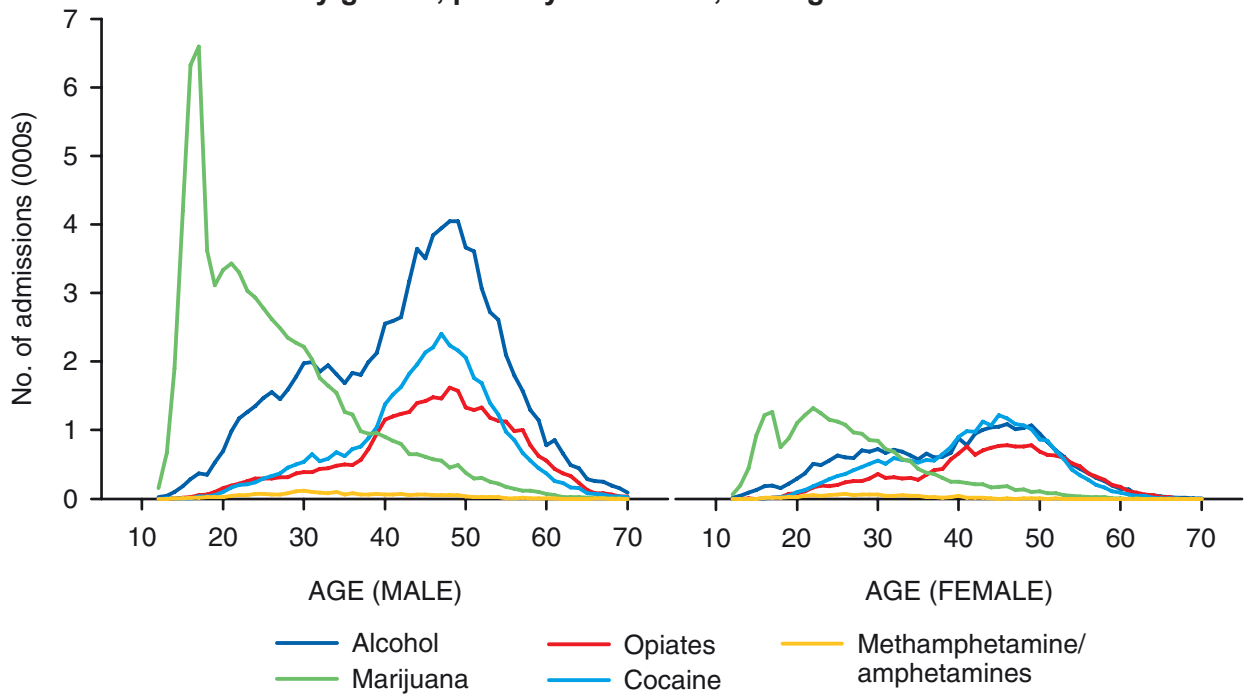 7
6
5
4
3
2
1
0
No. of admissions (000s)
10 20 30 40 50 60 70
10 20 30 40 50 60 70
AGE (MALE)
AGE (FEMALE)
Alcohol
Marijuana
Opiates
Cocaine
Methamphetamine/
amphetamines